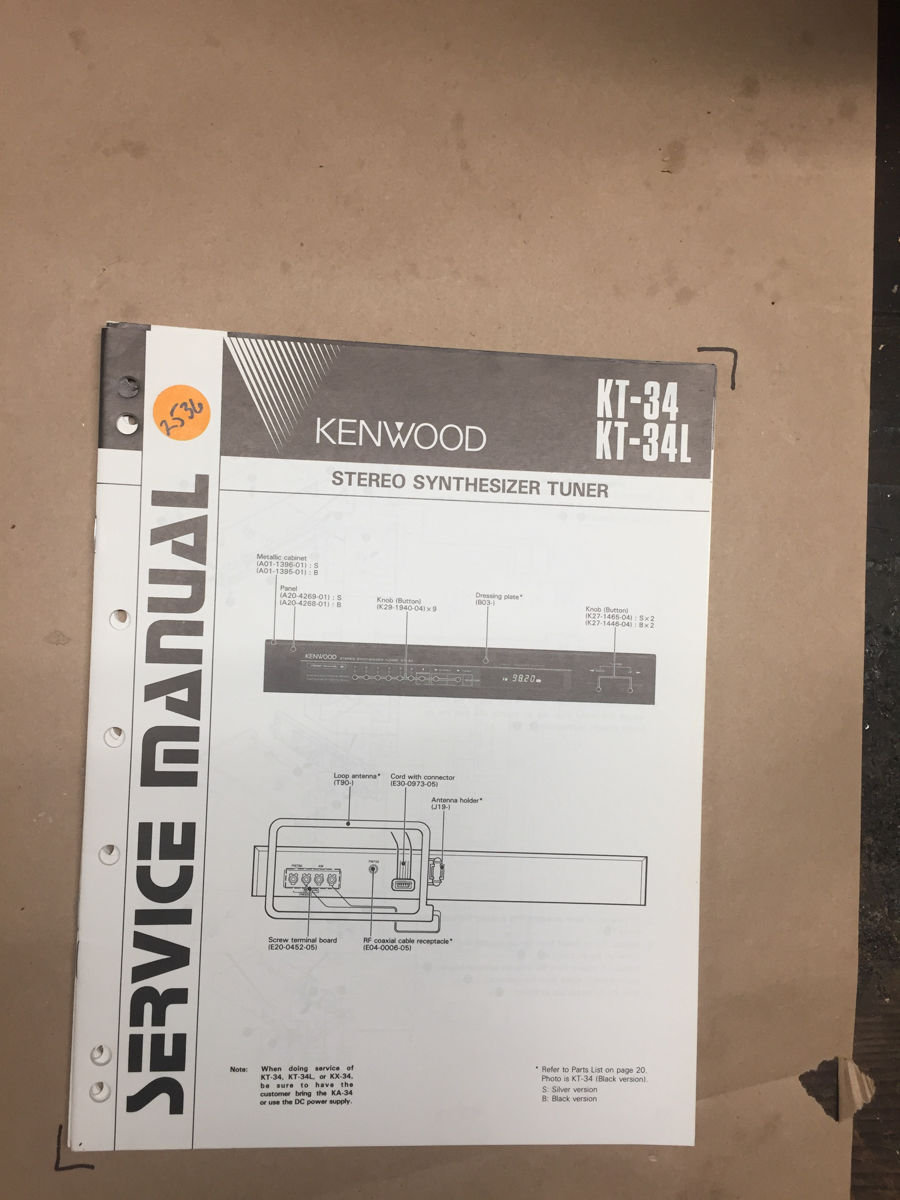 2536
SERVICE MANUAL
KENWOOD
KT-34
KT-34L
STEREO SYNTHESIZER TUNER
Metallic cabinet
(A01-1396-01) : S
(A01-1395-01) : B
Panel
(A20-4269-01) : S
(A20-4268-01) : B
Knob (Button)
(K29-1940-04)×9
Dressing plate*
(B03-)
Knob (Button)
(K27-1465-04) : S×2
(K27-1446-04) : B×2
KENWOOD
98.20
Loop antenna*
(T90-)
Cord with connector
(E30-0973-05)
Antenna holder*
(J19-)
Screw terminal board
(E20-0452-05)
RF coaxial cable receptacle*
(E04-0006-05)
Note: When doing service of
KT-34, KT-34L, or KX-34,
be sure to have the
customer bring the KA-34
or use the DC power supply.
* Refer to Parts List on page 20.
Photo is KT-34 (Black version).
S: Silver version
B: Black version